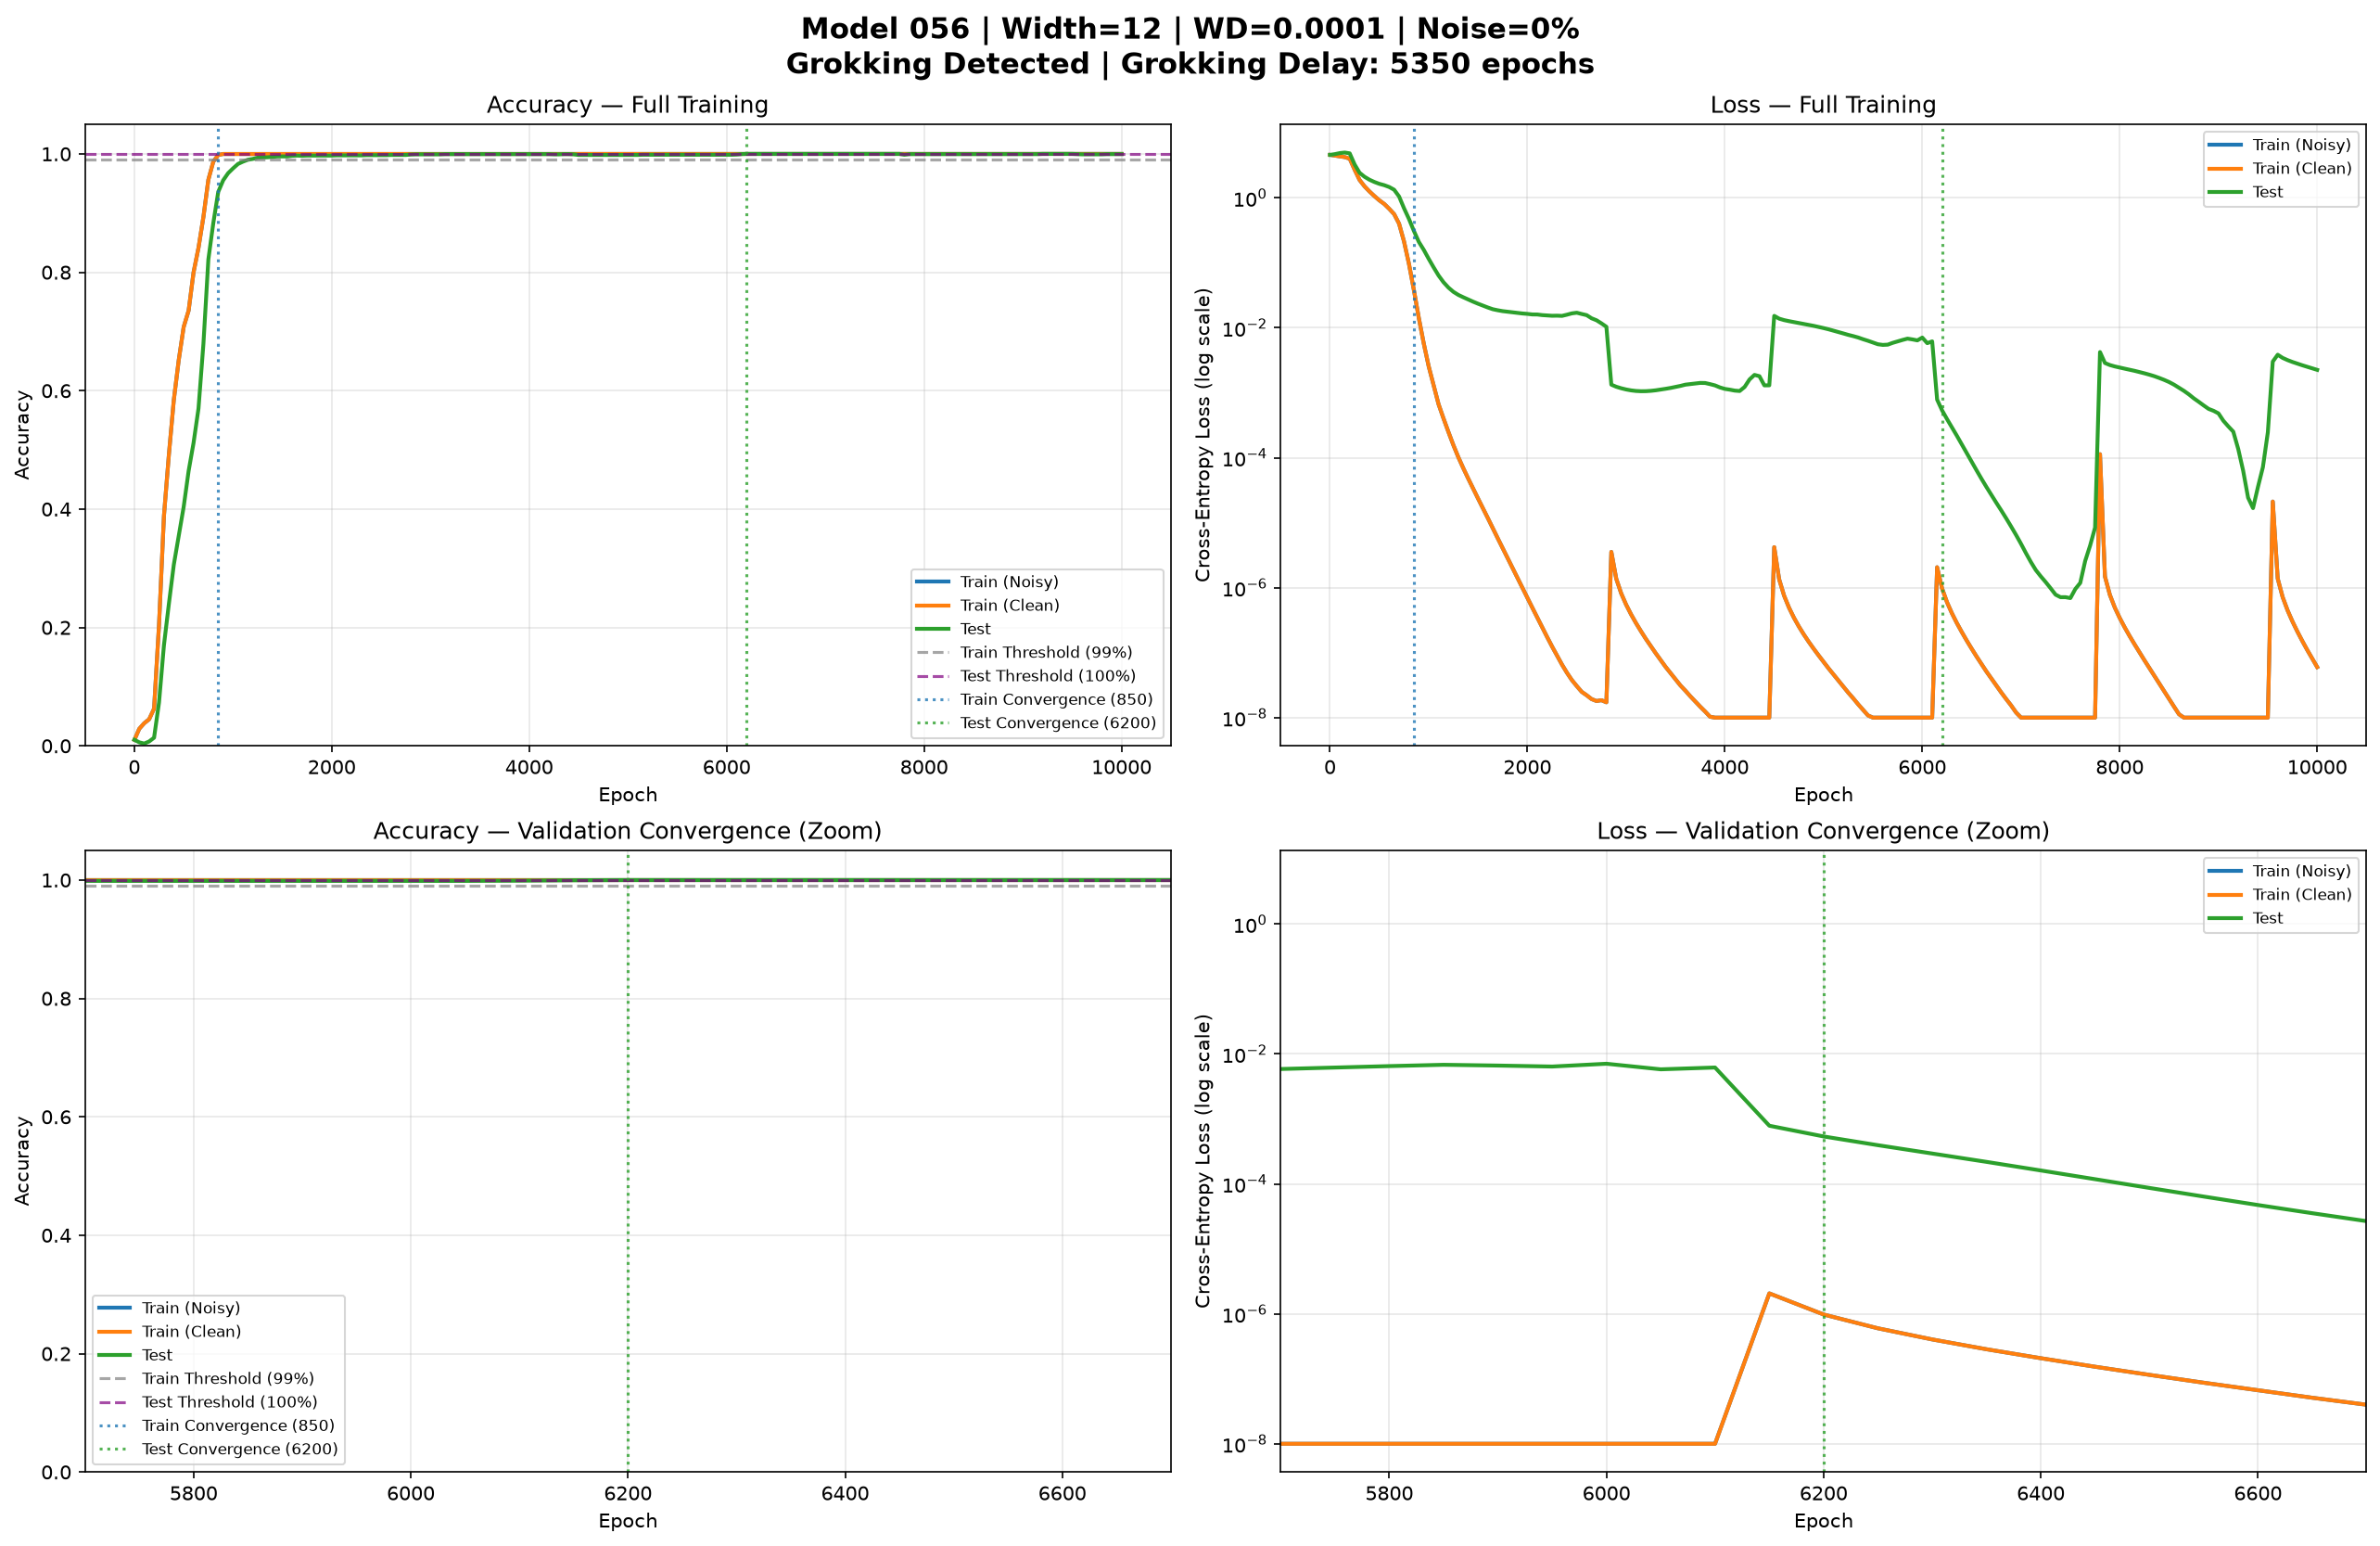 Model 056 | Width=12 | WD=0.0001 | Noise=0%
Grokking Detected | Grokking Delay: 5350 epochs
Accuracy — Full Training
Accuracy
1.0
0.8
0.6
0.4
0.2
0.0
0 2000 4000 6000 8000 10000
Epoch
Train (Noisy)
Train (Clean)
Test
Train Threshold (99%)
Test Threshold (100%)
Train Convergence (850)
Test Convergence (6200)
Loss — Full Training
Cross-Entropy Loss (log scale)
10⁰
10⁻²
10⁻⁴
10⁻⁶
10⁻⁸
0 2000 4000 6000 8000 10000
Epoch
Train (Noisy)
Train (Clean)
Test
Accuracy — Validation Convergence (Zoom)
Accuracy
1.0
0.8
0.6
0.4
0.2
0.0
5800 6000 6200 6400 6600
Epoch
Train (Noisy)
Train (Clean)
Test
Train Threshold (99%)
Test Threshold (100%)
Train Convergence (850)
Test Convergence (6200)
Loss — Validation Convergence (Zoom)
Cross-Entropy Loss (log scale)
10⁰
10⁻²
10⁻⁴
10⁻⁶
10⁻⁸
5800 6000 6200 6400 6600
Epoch
Train (Noisy)
Train (Clean)
Test